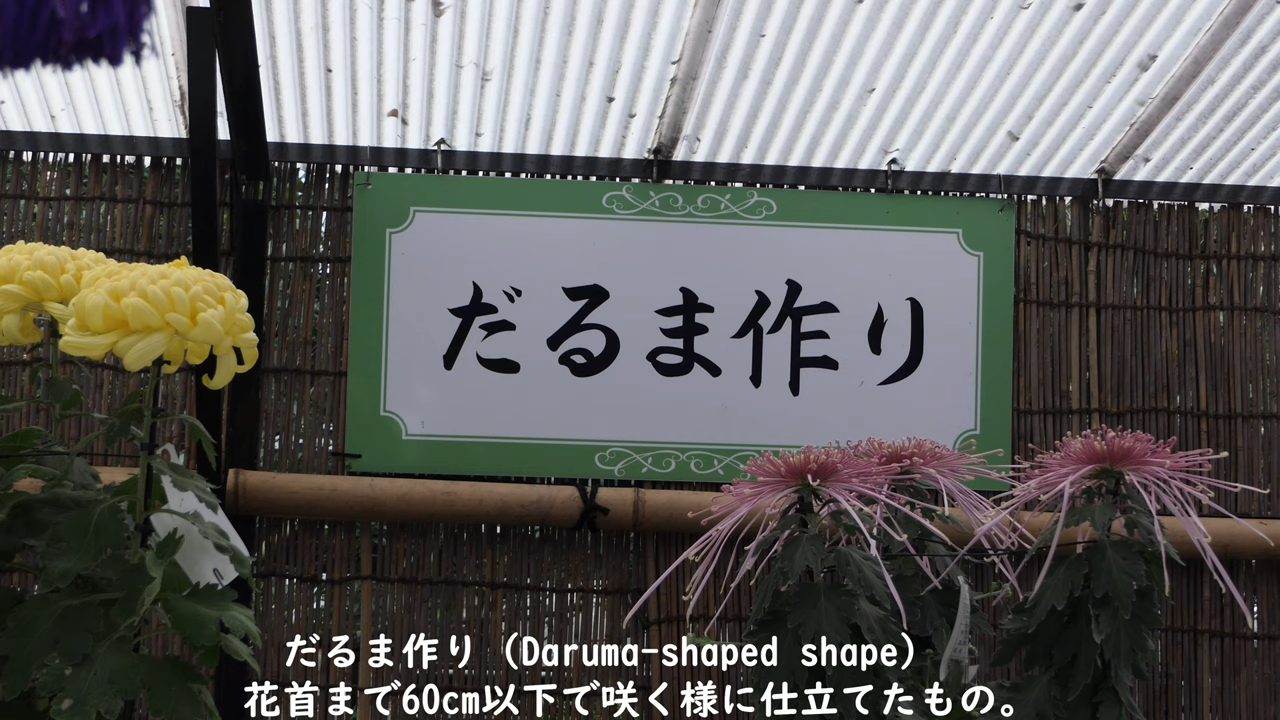 だるま作り
だるま作り（Daruma-shaped shape）
花首まで60cm以下で咲く様に仕立てたもの。